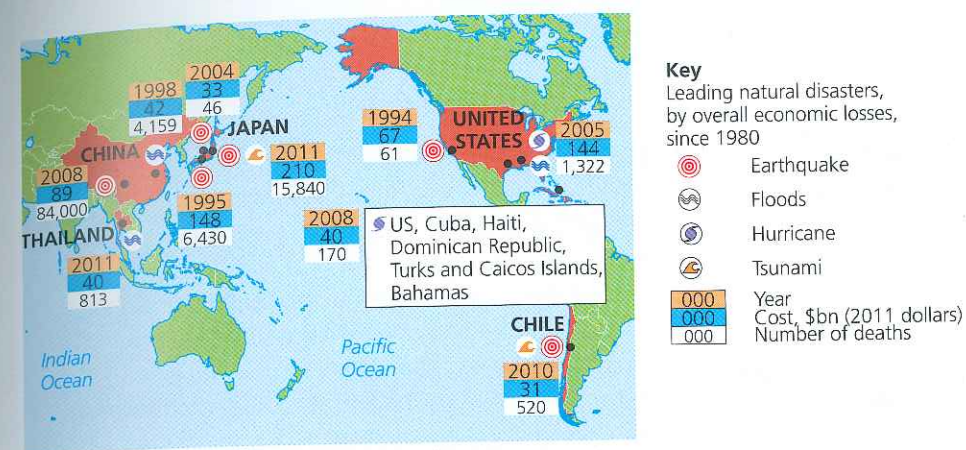 2004
33
46
1998
42
4,159
JAPAN
CHINA
2011
210
15,840
2008
89
84,000
1995
148
6,430
THAILAND
2011
40
813
1994
67
61
UNITED
STATES
2005
144
1,322
2008
40
170
US, Cuba, Haiti,
Dominican Republic,
Turks and Caicos Islands,
Bahamas
CHILE
2010
31
520
Indian
Ocean
Pacific
Ocean
Key
Leading natural disasters,
by overall economic losses,
since 1980
Earthquake
Floods
Hurricane
Tsunami
000 Year
000 Cost, $bn (2011 dollars)
000 Number of deaths